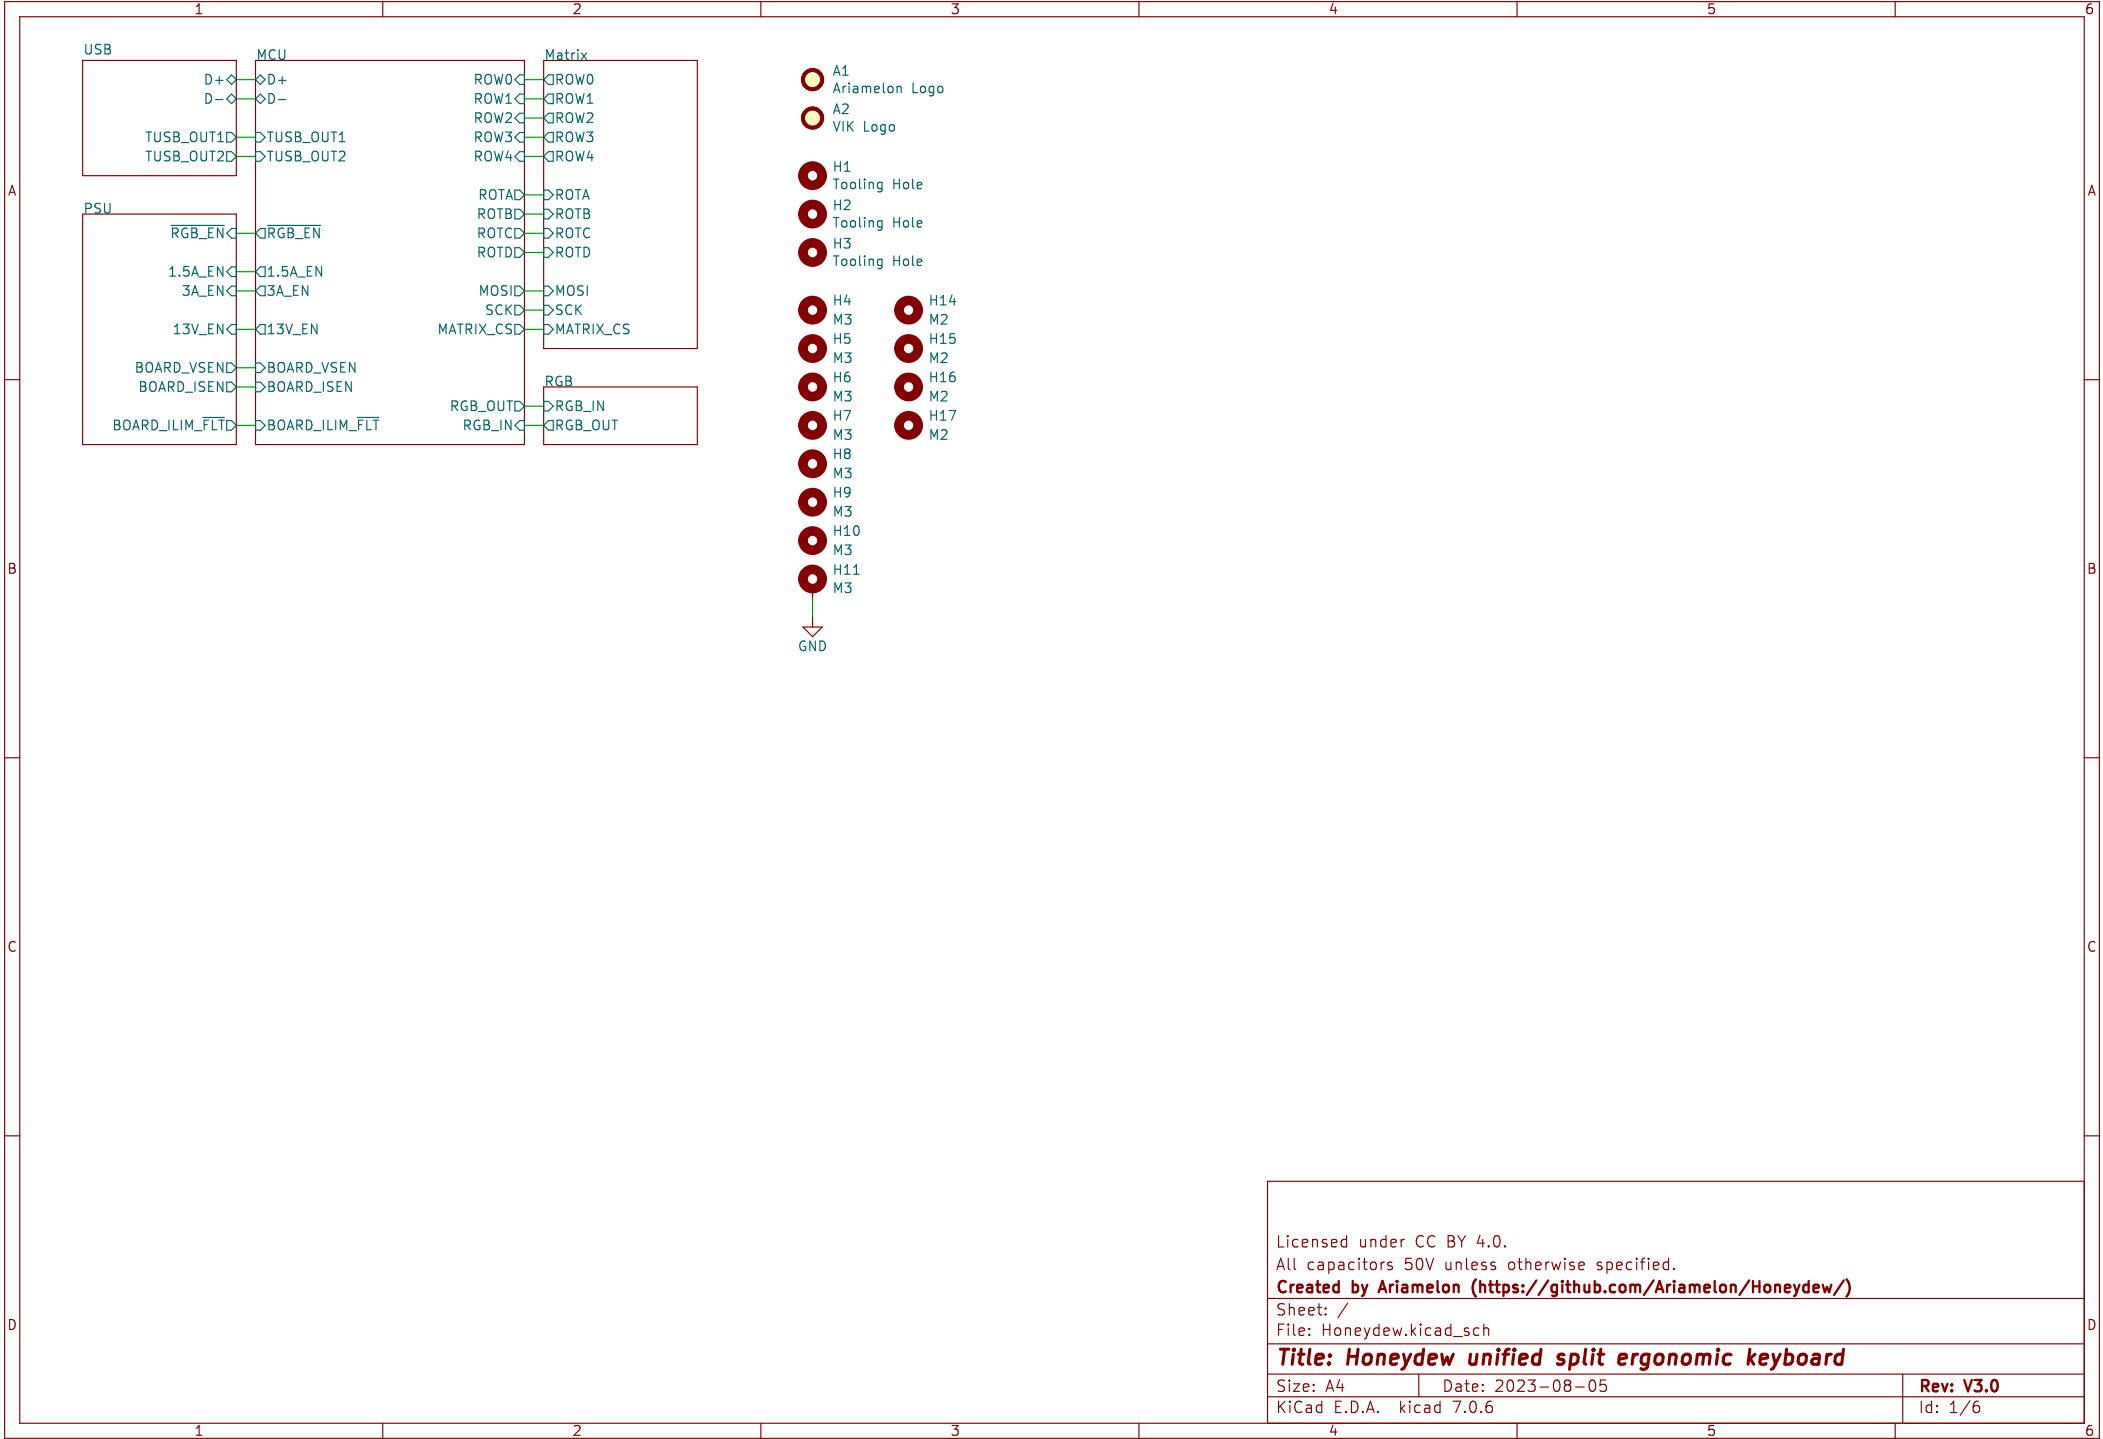 1 2 3 4 5 6
USB
D+
D-
TUSB_OUT1
TUSB_OUT2
PSU
RGB_EN
1.5A_EN
3A_EN
13V_EN
BOARD_VSEN
BOARD_ISEN
BOARD_ILIM_FLT
MCU
D+
D-
TUSB_OUT1
TUSB_OUT2
RGB_EN
1.5A_EN
3A_EN
13V_EN
BOARD_VSEN
BOARD_ISEN
BOARD_ILIM_FLT
ROW0
ROW1
ROW2
ROW3
ROW4
ROTA
ROTB
ROTC
ROTD
MOSI
SCK
MATRIX_CS
RGB_OUT
RGB_IN
Matrix
ROW0
ROW1
ROW2
ROW3
ROW4
ROTA
ROTB
ROTC
ROTD
MOSI
SCK
MATRIX_CS
RGB
RGB_IN
RGB_OUT
A1
Ariamelon Logo
A2
VIK Logo
H1
Tooling Hole
H2
Tooling Hole
H3
Tooling Hole
H4
M3
H5
M3
H6
M3
H7
M3
H8
M3
H9
M3
H10
M3
H11
M3
GND
H14
M2
H15
M2
H16
M2
H17
M2
A
B
C
D
A
B
C
D
Licensed under CC BY 4.0.
All capacitors 50V unless otherwise specified.
Created by Ariamelon (https://github.com/Ariamelon/Honeydew/)
Sheet: /
File: Honeydew.kicad_sch
Title: Honeydew unified split ergonomic keyboard
Size: A4 Date: 2023-08-05 Rev: V3.0
KiCad E.D.A. kicad 7.0.6 Id: 1/6
1 2 3 4 5 6